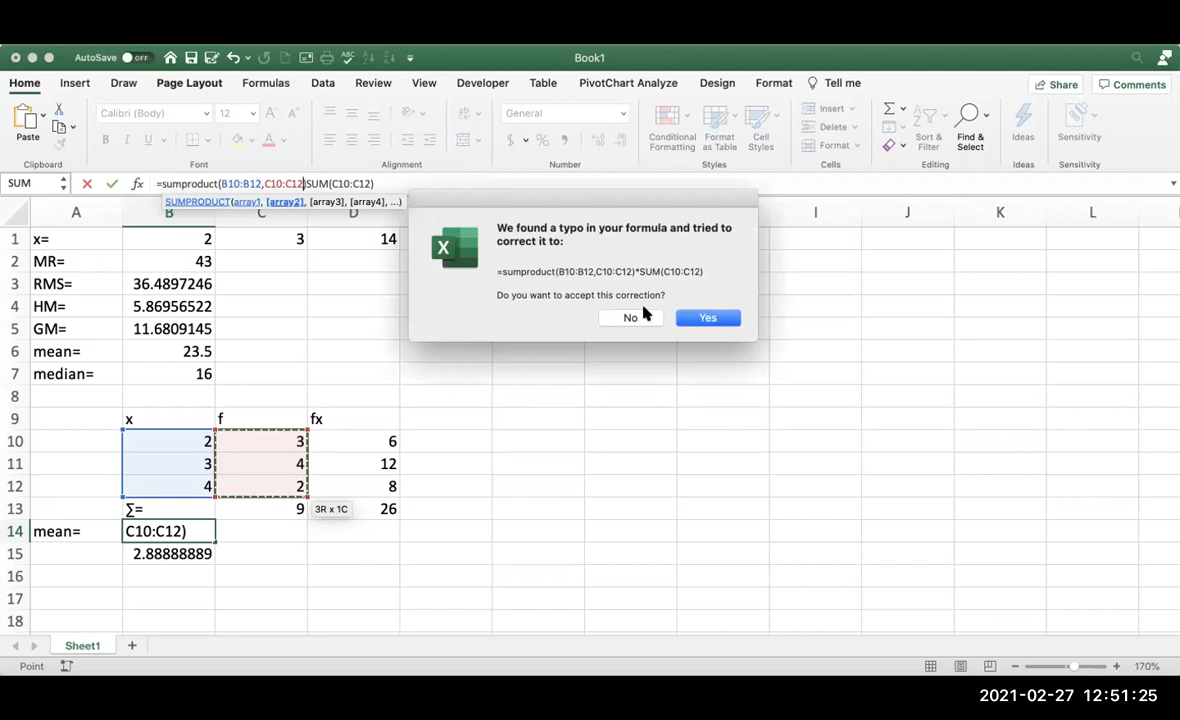 AutoSave OFF ABC Book1
Home Insert Draw Page Layout Formulas Data Review View Developer Table PivotChart Analyze Design Format Tell me Share Comments
Paste Calibri (Body) 12 A A General Conditional Formatting Format as Table Cell Styles Insert Delete Format Sort & Filter Find & Select Ideas Sensitivity
B I U A $ %
Clipboard Font Alignment Number Styles Cells Editing Ideas Sensitivity
SUM fx =sumproduct(B10:B12,C10:C12)SUM(C10:C12)
SUMPRODUCT(array1, [array2], [array3], [array4], ...)
A B C D I J K L
1 x= 2 3 14
2 MR= 43
3 RMS= 36.4897246
4 HM= 5.86956522
5 GM= 11.6809145
6 mean= 23.5
7 median= 16
8
9 x f fx
10 2 3 6
11 3 4 12
12 4 2 8
13 ∑= 9 26
3R x 1C
14 mean= C10:C12)
15 2.88888889
16
17
18
We found a typo in your formula and tried to
correct it to:
=sumproduct(B10:B12,C10:C12)*SUM(C10:C12)
Do you want to accept this correction?
No Yes
Sheet1 +
Point 170%
2021-02-27 12:51:25